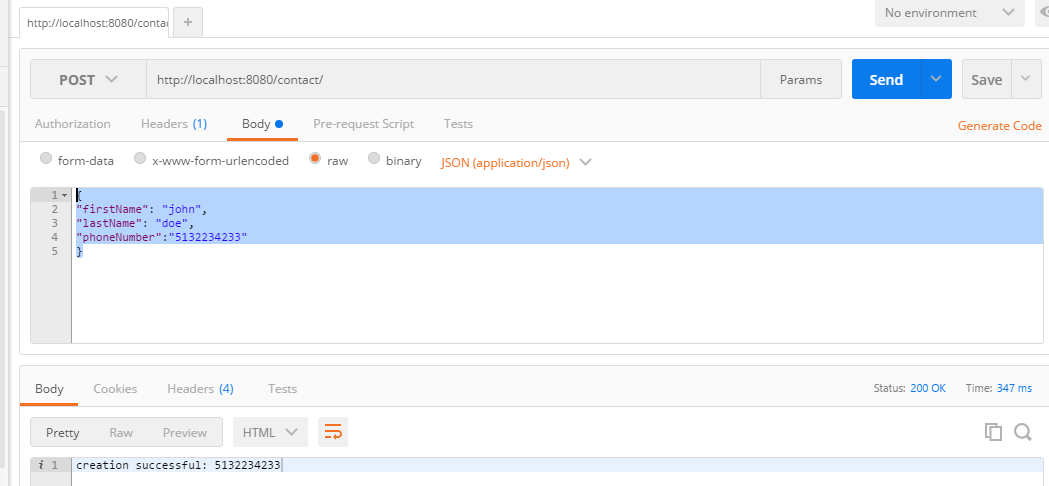 http://localhost:8080/contac
+
No environment
POST
http://localhost:8080/contact/
Params
Send
Save
Authorization
Headers (1)
Body
Pre-request Script
Tests
Generate Code
form-data
x-www-form-urlencoded
raw
binary
JSON (application/json)
1 {
2 "firstName": "john",
3 "lastName": "doe",
4 "phoneNumber":"5132234233"
5 }
Body
Cookies
Headers (4)
Tests
Status: 200 OK
Time: 347 ms
Pretty
Raw
Preview
HTML
i 1 creation successful: 5132234233